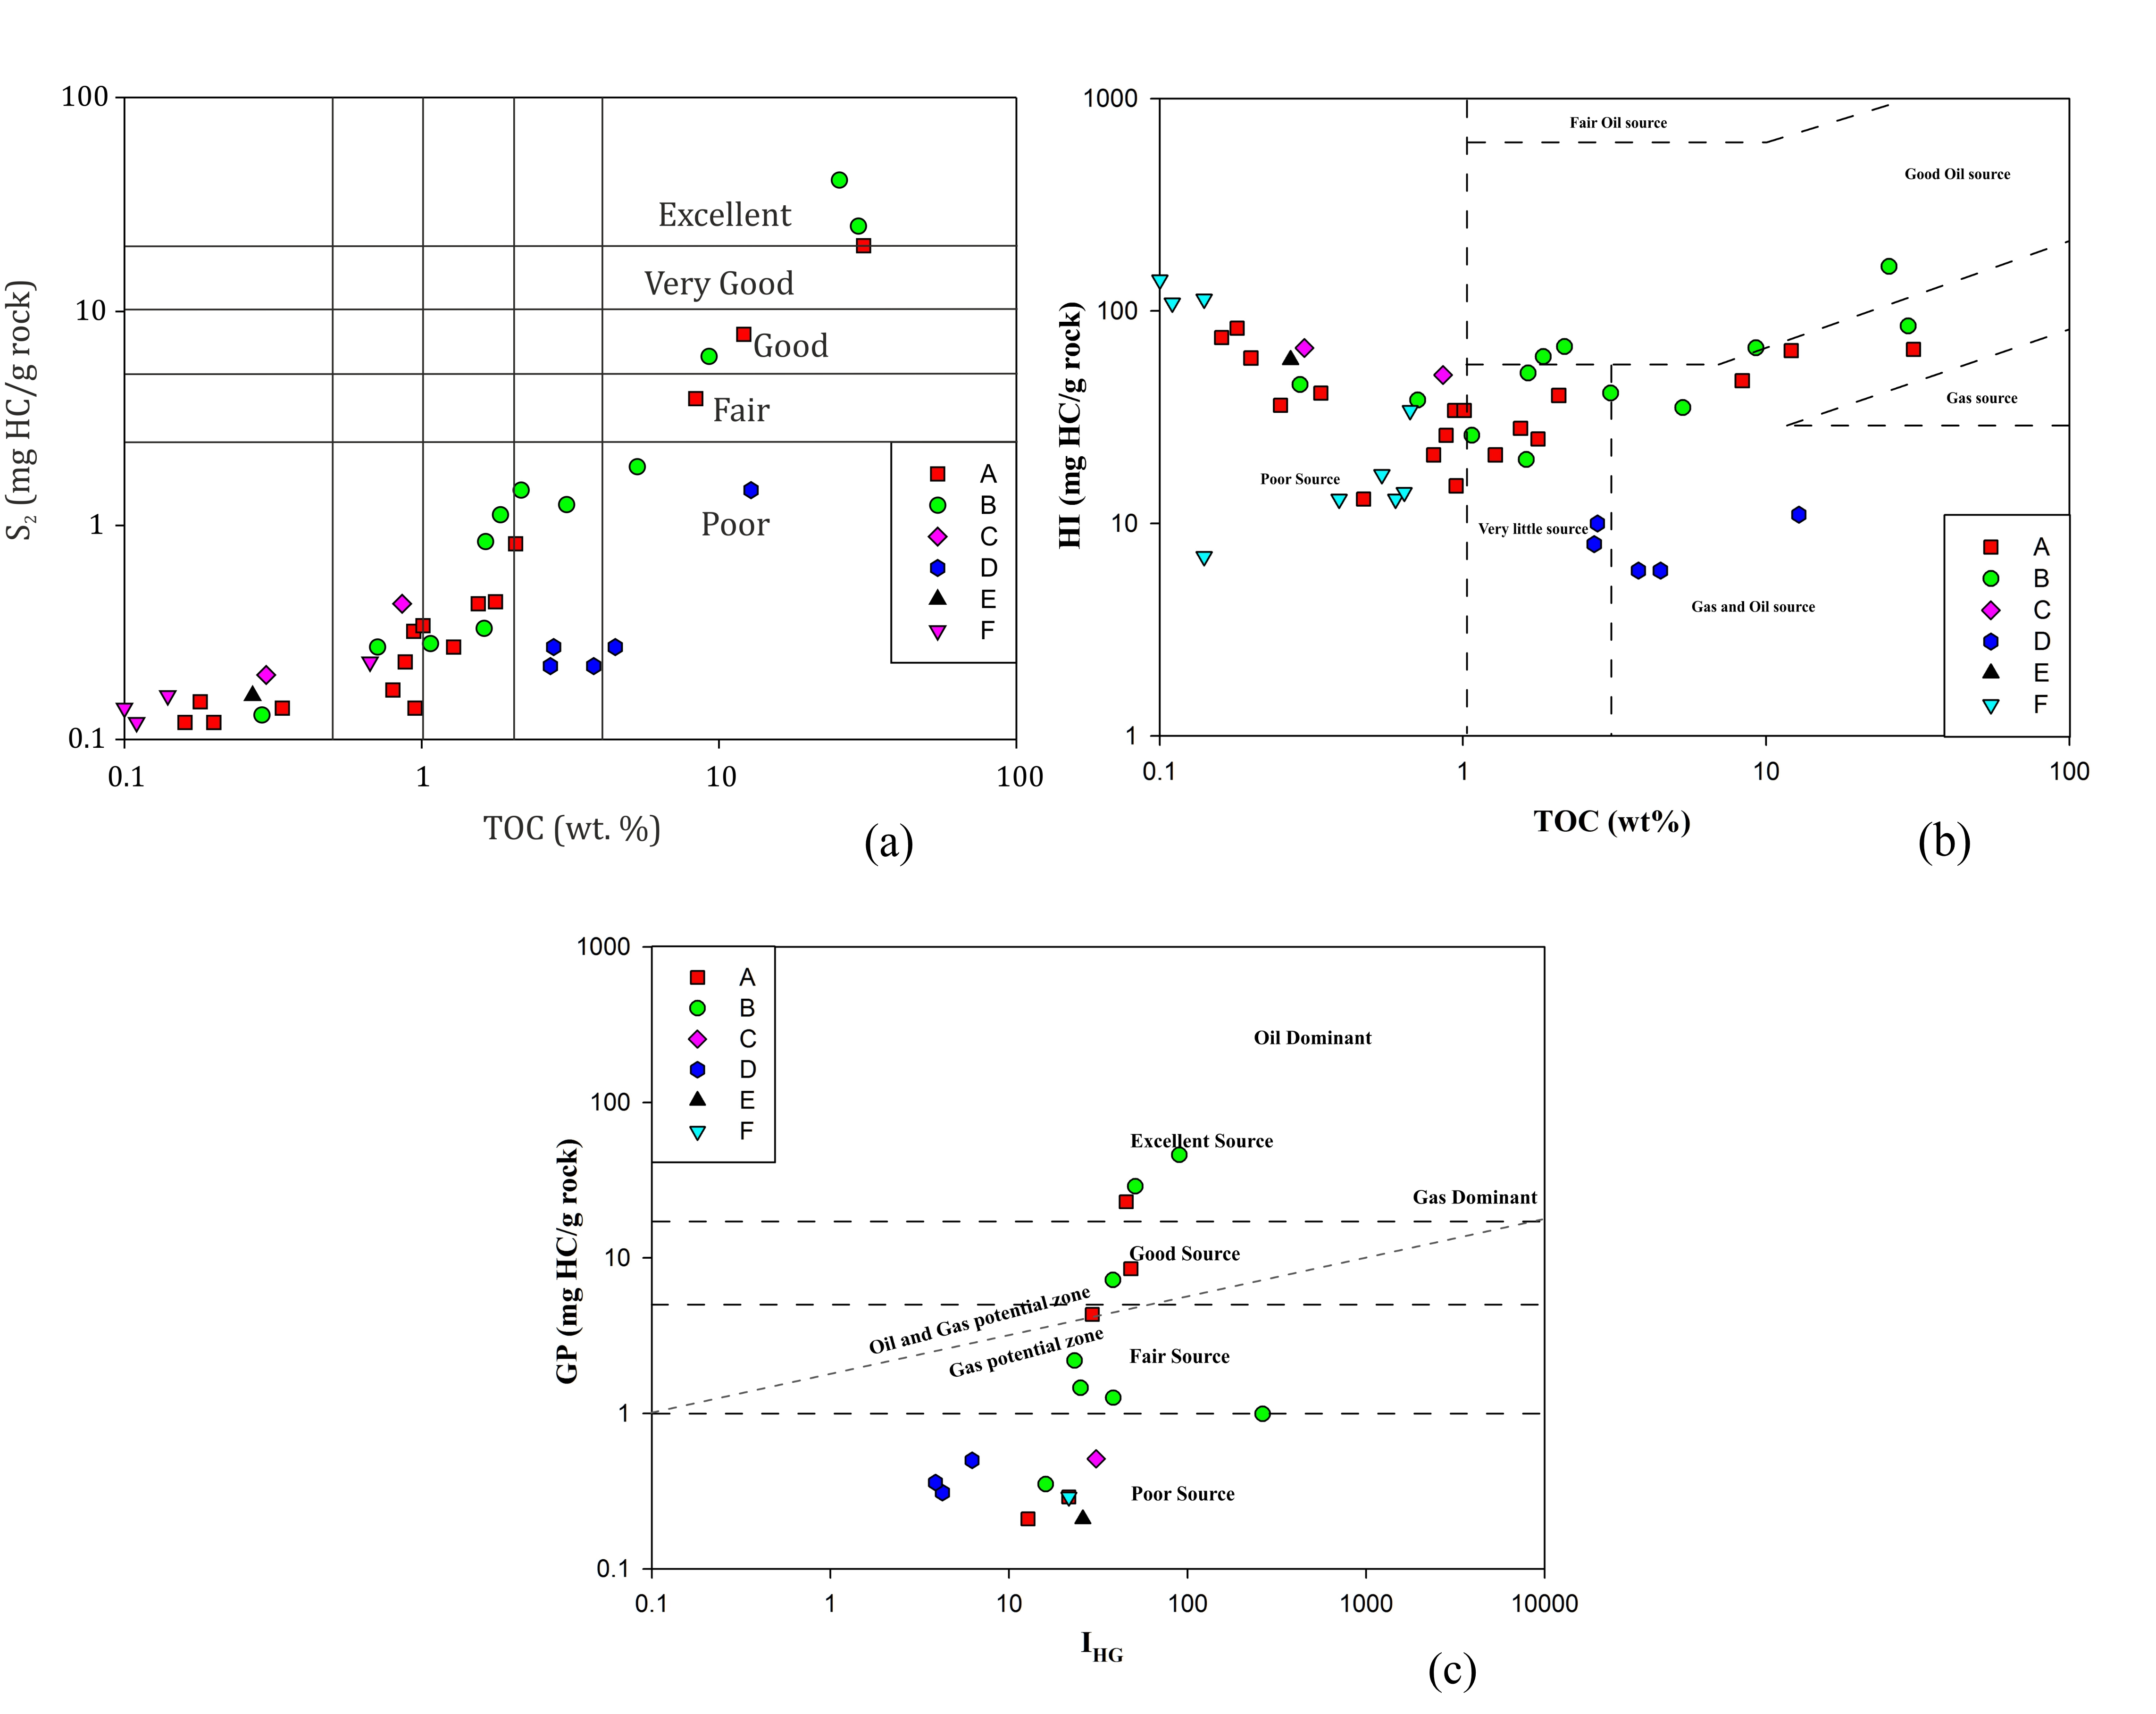 100
10
1
0.1
0.1
1
10
100
S2 (mg HC/g rock)
TOC (wt. %)
Excellent
Very Good
Good
Fair
Poor
A
B
C
D
E
F
(a)
1000
100
10
1
0.1
1
10
100
HI (mg HC/g rock)
TOC (wt%)
Fair Oil source
Good Oil source
Gas source
Poor Source
Very little source
Gas and Oil source
A
B
C
D
E
F
(b)
1000
100
10
1
0.1
0.1
1
10
100
1000
10000
GP (mg HC/g rock)
IHG
A
B
C
D
E
F
Oil Dominant
Excellent Source
Gas Dominant
Good Source
Oil and Gas potential zone
Gas potential zone
Fair Source
Poor Source
(c)